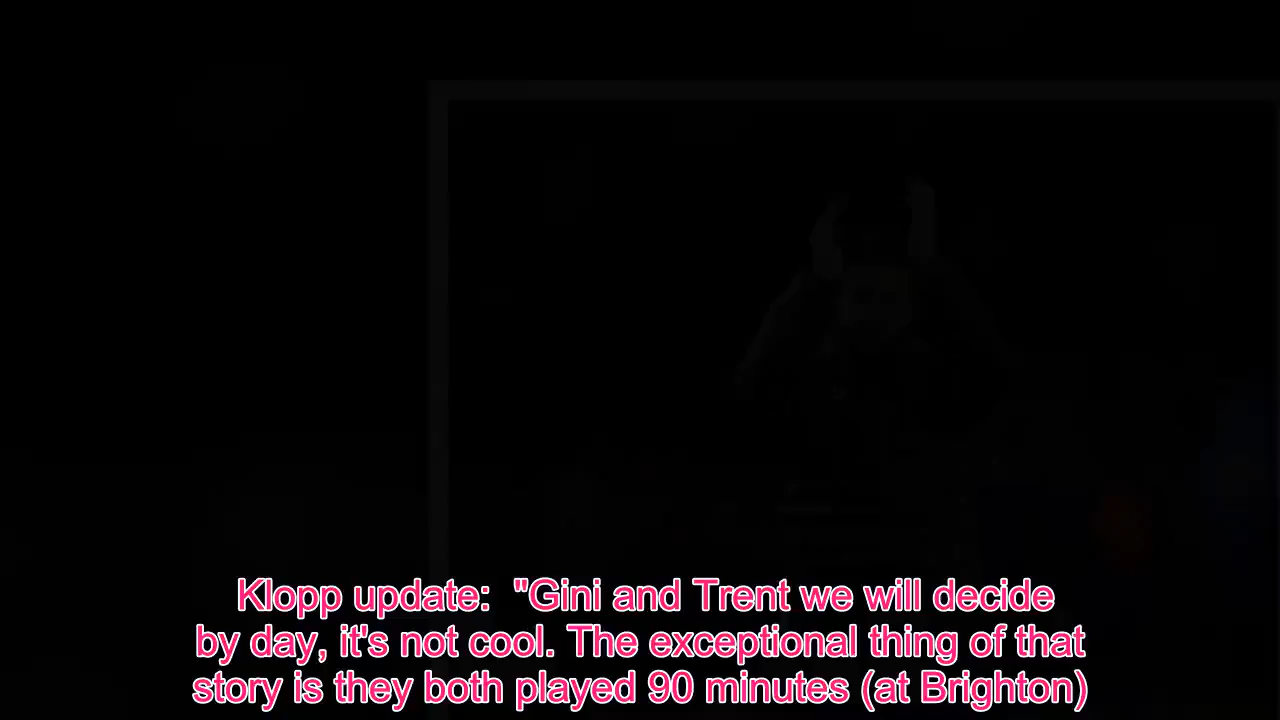 Klopp update:  "Gini and Trent we will decide
by day, it's not cool. The exceptional thing of that
story is they both played 90 minutes (at Brighton)